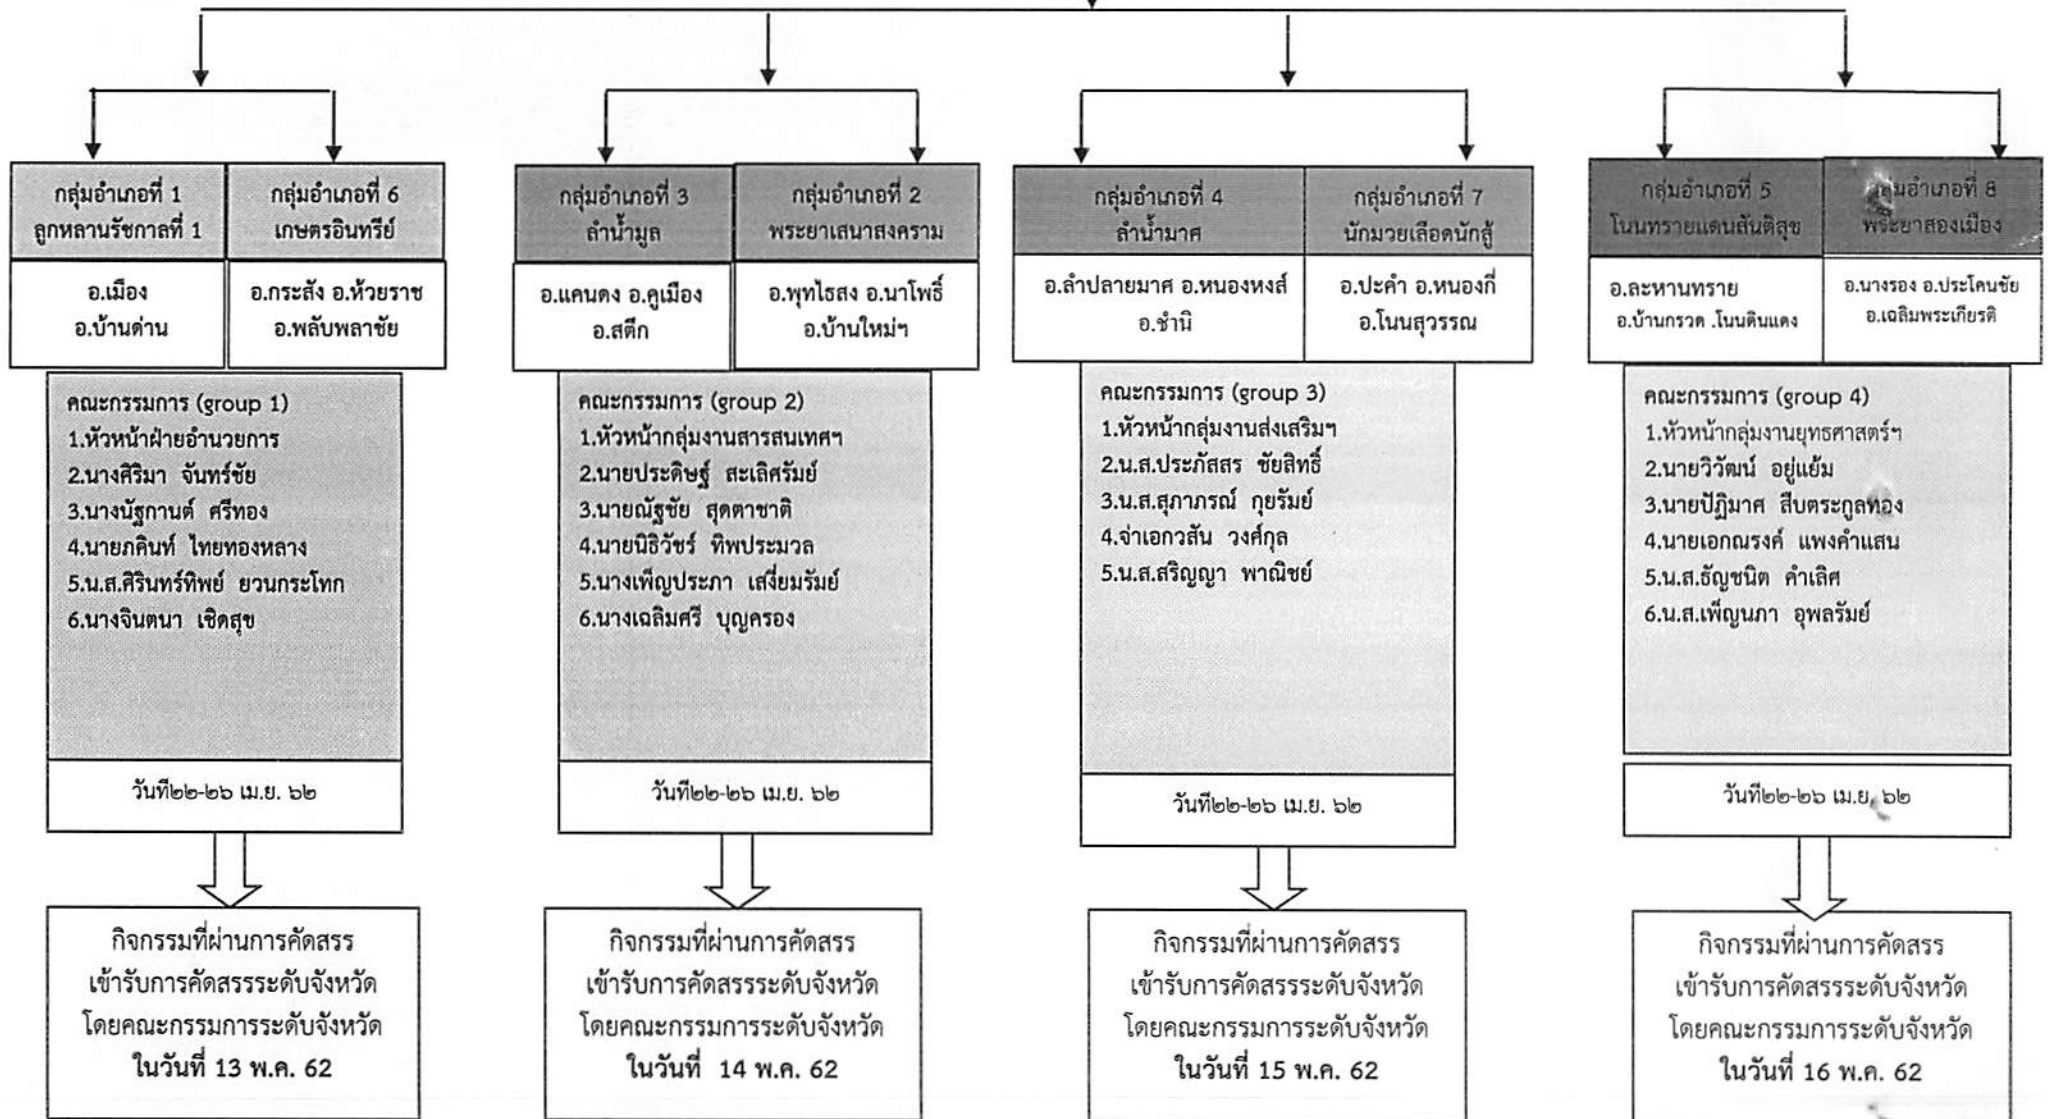 กลุ่มอำเภอที่ 1
ลูกหลานรัชกาลที่ 1
กลุ่มอำเภอที่ 6
เกษตรอินทรีย์
อ.เมือง
อ.บ้านด่าน
อ.กระสัง อ.ห้วยราช
อ.พลับพลาชัย
คณะกรรมการ (group 1)
1.หัวหน้าฝ่ายอำนวยการ
2.นางศิริมา จันทร์ชัย
3.นางนัฐกานต์ ศรีทอง
4.นายภคินท์ ไทยทองหลาง
5.น.ส.ศิรินทร์ทิพย์ ยวนกระโทก
6.นางจินตนา เชิดสุข
วันที่๒๒-๒๖ เม.ย. ๖๒
กิจกรรมที่ผ่านการคัดสรร
เข้ารับการคัดสรรระดับจังหวัด
โดยคณะกรรมการระดับจังหวัด
ในวันที่ 13 พ.ค. 62
กลุ่มอำเภอที่ 3
ลำน้ำมูล
กลุ่มอำเภอที่ 2
พระยาเสนาสงคราม
อ.แคนดง อ.คูเมือง
อ.สตึก
อ.พุทไธสง อ.นาโพธิ์
อ.บ้านใหม่ฯ
คณะกรรมการ (group 2)
1.หัวหน้ากลุ่มงานสารสนเทศฯ
2.นายประดิษฐ์ สะเลิศรัมย์
3.นายณัฐชัย สุดตาชาติ
4.นายนิธิวัชร์ ทิพประมวล
5.นางเพ็ญประภา เสงี่ยมรัมย์
6.นางเฉลิมศรี บุญครอง
วันที่๒๒-๒๖ เม.ย. ๖๒
กิจกรรมที่ผ่านการคัดสรร
เข้ารับการคัดสรรระดับจังหวัด
โดยคณะกรรมการระดับจังหวัด
ในวันที่ 14 พ.ค. 62
กลุ่มอำเภอที่ 4
ลำน้ำมาศ
กลุ่มอำเภอที่ 7
นักมวยเลือดนักสู้
อ.ลำปลายมาศ อ.หนองหงส์
อ.ชำนิ
อ.ปะคำ อ.หนองกี่
อ.โนนสุวรรณ
คณะกรรมการ (group 3)
1.หัวหน้ากลุ่มงานส่งเสริมฯ
2.น.ส.ประภัสสร ชัยสิทธิ์
3.น.ส.สุภาภรณ์ กุยรัมย์
4.จ่าเอกวสัน วงศ์กุล
5.น.ส.สริญญา พาณิชย์
วันที่๒๒-๒๖ เม.ย. ๖๒
กิจกรรมที่ผ่านการคัดสรร
เข้ารับการคัดสรรระดับจังหวัด
โดยคณะกรรมการระดับจังหวัด
ในวันที่ 15 พ.ค. 62
กลุ่มอำเภอที่ 5
โนนทรายแดนสันติสุข
กลุ่มอำเภอที่ 8
พระยาสองเมือง
อ.ละหานทราย
อ.บ้านกรวด .โนนดินแดง
อ.นางรอง อ.ประโคนชัย
อ.เฉลิมพระเกียรติ
คณะกรรมการ (group 4)
1.หัวหน้ากลุ่มงานยุทธศาสตร์ฯ
2.นายวิวัฒน์ อยู่แย้ม
3.นายปัฏิมาศ สืบตระกูลทอง
4.นายเอกณรงค์ แพงคำแสน
5.น.ส.ธัญชนิต คำเลิศ
6.น.ส.เพ็ญนภา อุพลรัมย์
วันที่๒๒-๒๖ เม.ย. ๖๒
กิจกรรมที่ผ่านการคัดสรร
เข้ารับการคัดสรรระดับจังหวัด
โดยคณะกรรมการระดับจังหวัด
ในวันที่ 16 พ.ค. 62